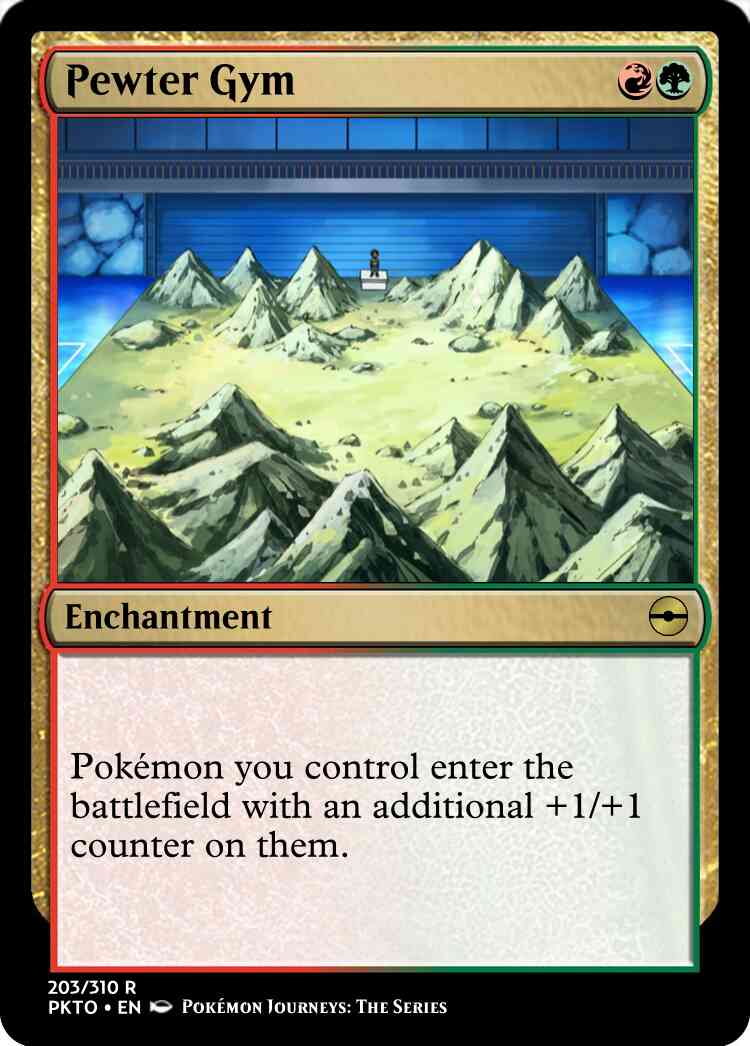 Pewter Gym
Enchantment
Pokémon you control enter the
battlefield with an additional +1/+1
counter on them.
203/310 R
PKTO • EN Pokémon Journeys: The Series